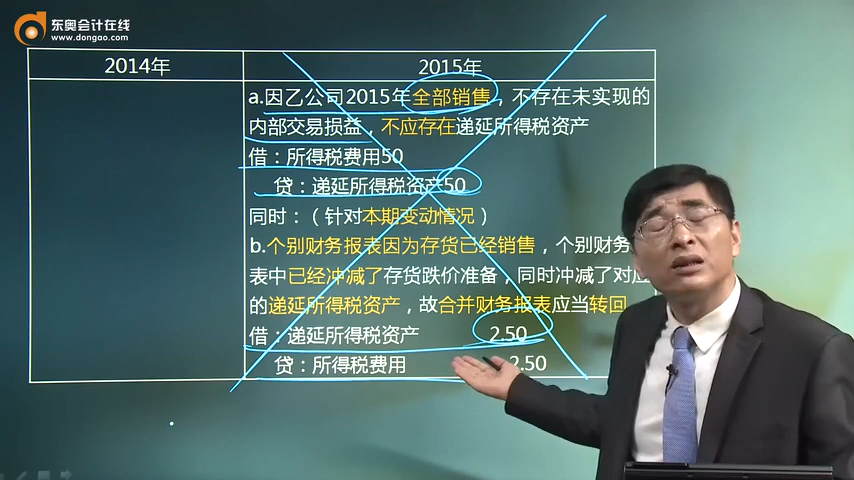 东奥会计在线
www.dongao.com
2014年
2015年
a.因乙公司2015年全部销售，不存在未实现的
内部交易损益，不应存在递延所得税资产
借：所得税费用50
贷：递延所得税资产50
同时：（针对本期变动情况）
b.个别财务报表因为存货已经销售，个别财务
表中已经冲减了存货跌价准备，同时冲减了对应
的递延所得税资产，故合并财务报表应当转回
借：递延所得税资产 2.50
贷：所得税费用 2.50